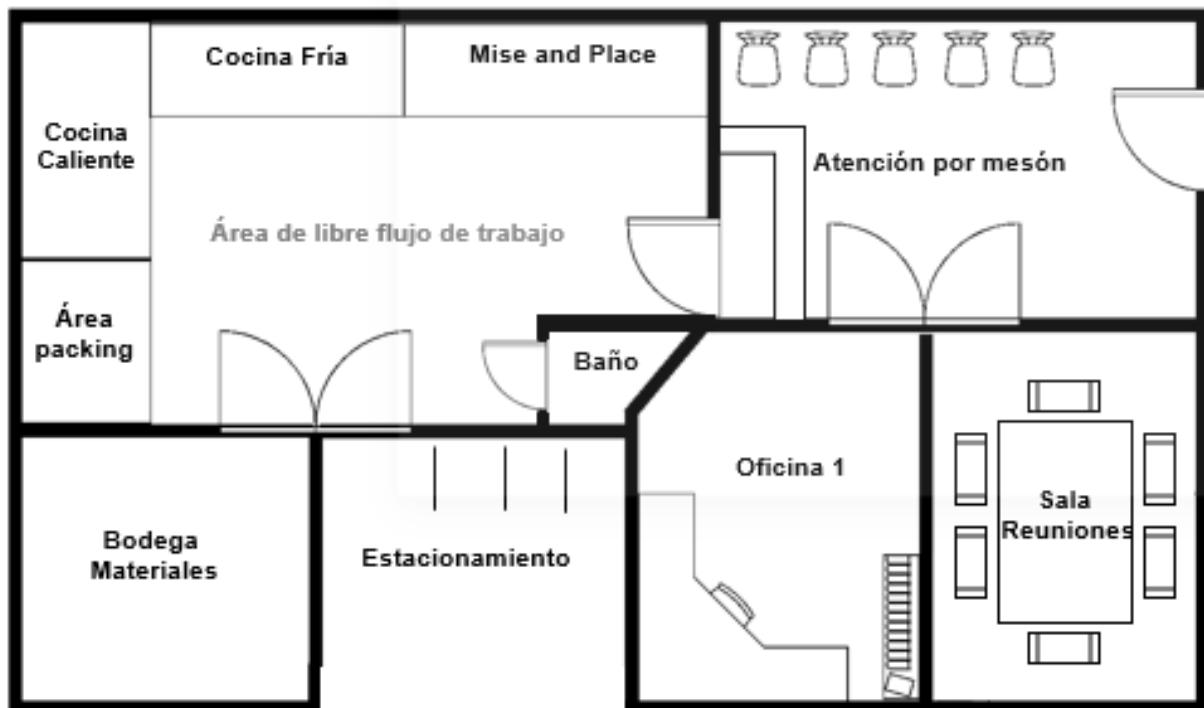 Cocina Fría
Mise and Place
Cocina
Caliente
Atención por mesón
Área de libre flujo de trabajo
Área
packing
Baño
Oficina 1
Sala
Reuniones
Bodega
Materiales
Estacionamiento